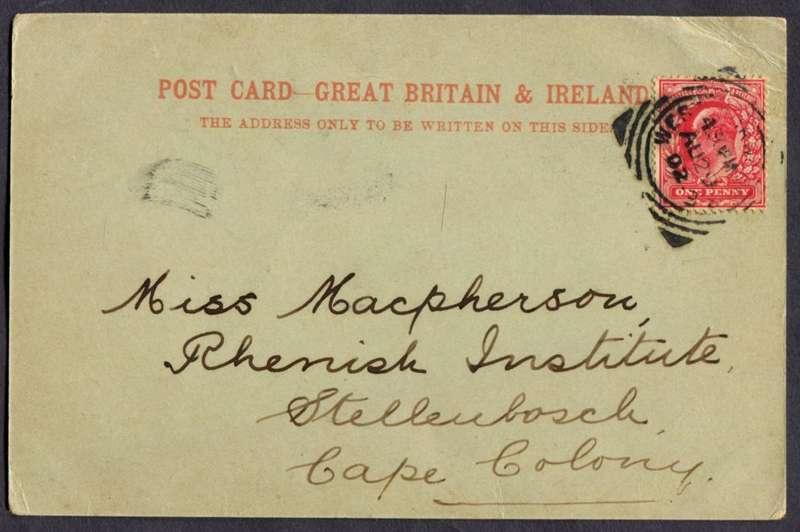 POST CARD–GREAT BRITAIN & IRELAND
THE ADDRESS ONLY TO BE WRITTEN ON THIS SIDE
ONE PENNY
02
Miss Macpherson,
Rhenish Institute,
Stellenbosch,
Cape Colony.